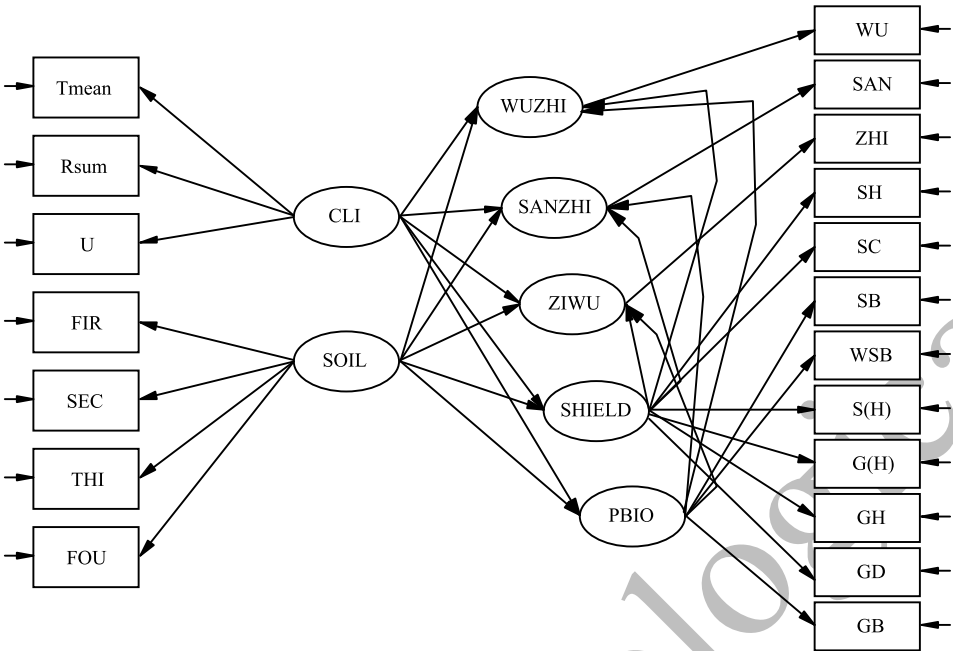 Tmean
Rsum
U
FIR
SEC
THI
FOU
CLI
SOIL
WUZHI
SANZHI
ZIWU
SHIELD
PBIO
WU
SAN
ZHI
SH
SC
SB
WSB
S(H)
G(H)
GH
GD
GB